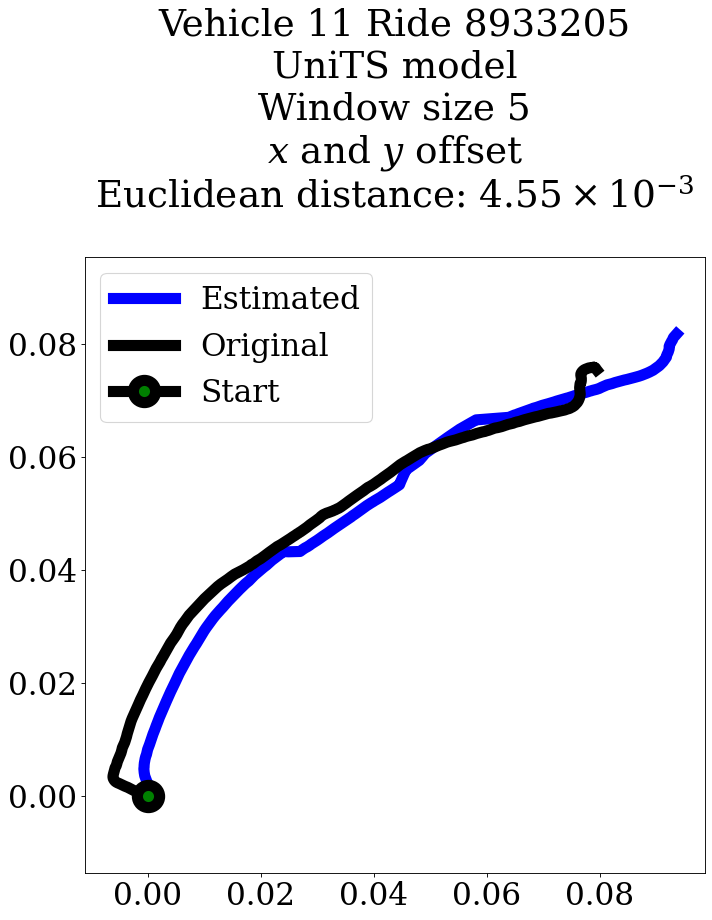 Vehicle 11 Ride 8933205
UniTS model
Window size 5
x and y offset
Euclidean distance: 4.55 × 10⁻³
Estimated
Original
Start
0.08
0.06
0.04
0.02
0.00
0.00 0.02 0.04 0.06 0.08